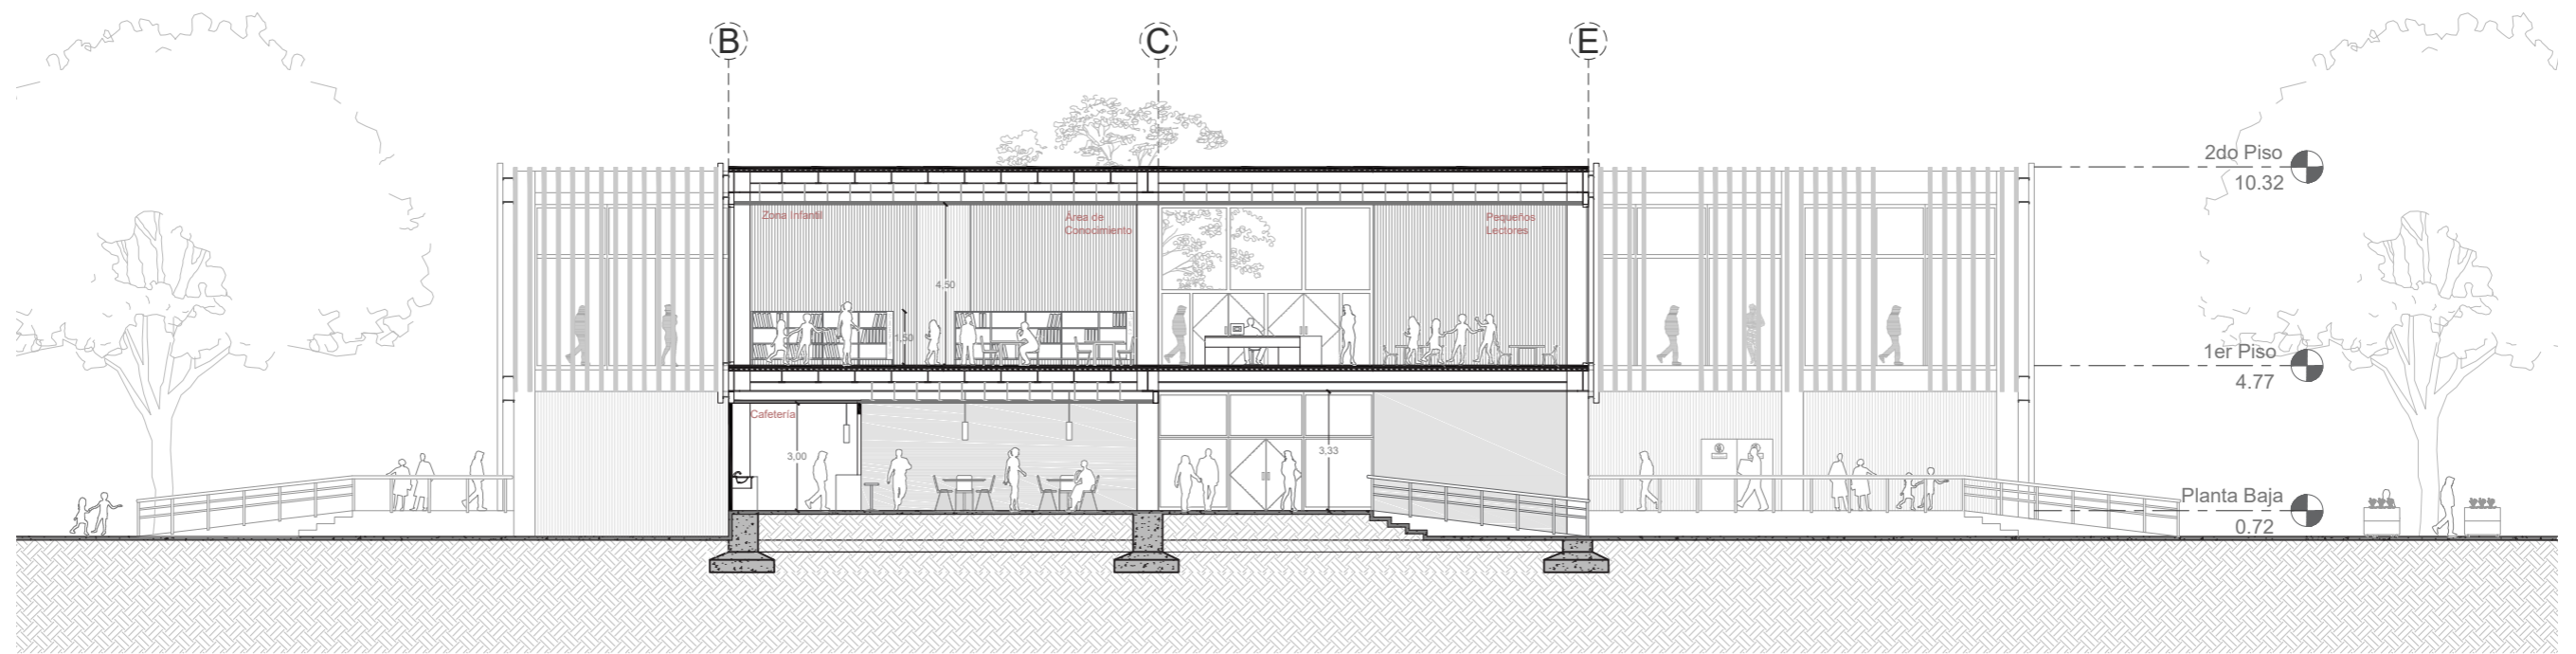 B
C
E
2do Piso
10.32
Zona Infantil
Área de
Conocimiento
Pequeños
Lectores
4,50
1,50
1er Piso
4.77
Cafetería
3,00
3,33
Planta Baja
0.72